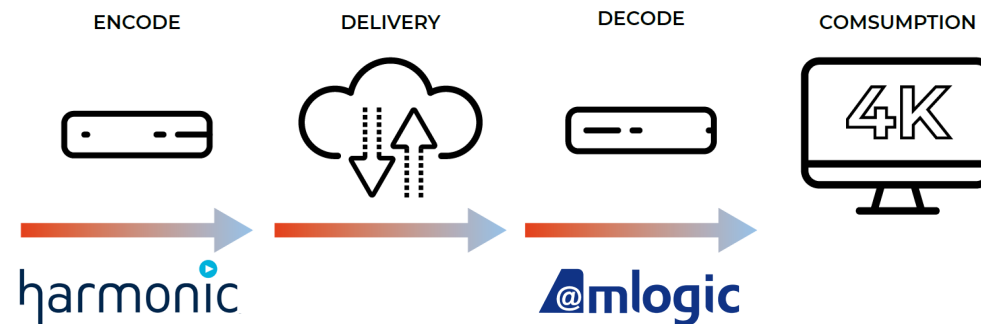 ENCODE
DELIVERY
DECODE
COMSUMPTION
4K
harmonic
@mlogic